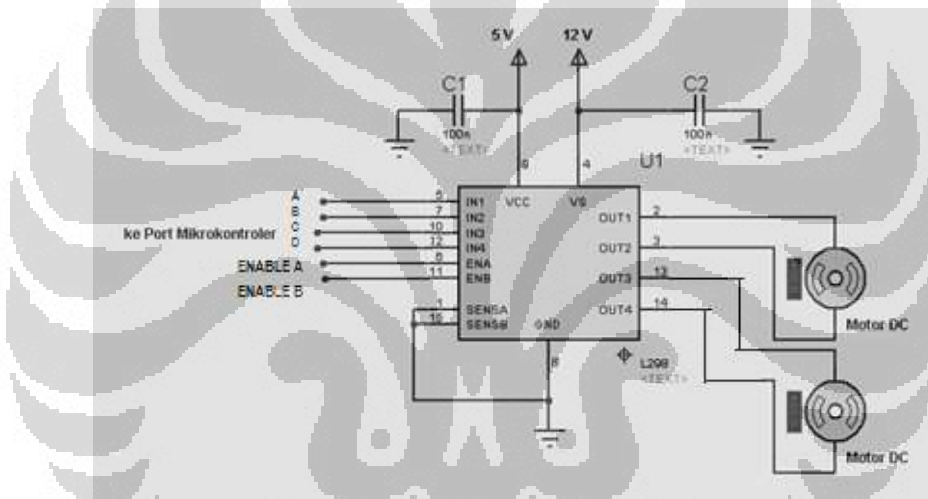 5 V 12 V
C1 C2
100n 100n
<TEXT> <TEXT>
6 4
U1
A 5 IN1 VCC VS
B 7 IN2 OUT1 2
C 10 IN3
ke Port Mikrokontroler
D 12 IN4 OUT2 3
ENABLE A 6 ENA
11 ENB OUT3 13
ENABLE B
1 SENSA OUT4 14
15 SENSB GND
Motor DC
8
L298
<TEXT>
Motor DC